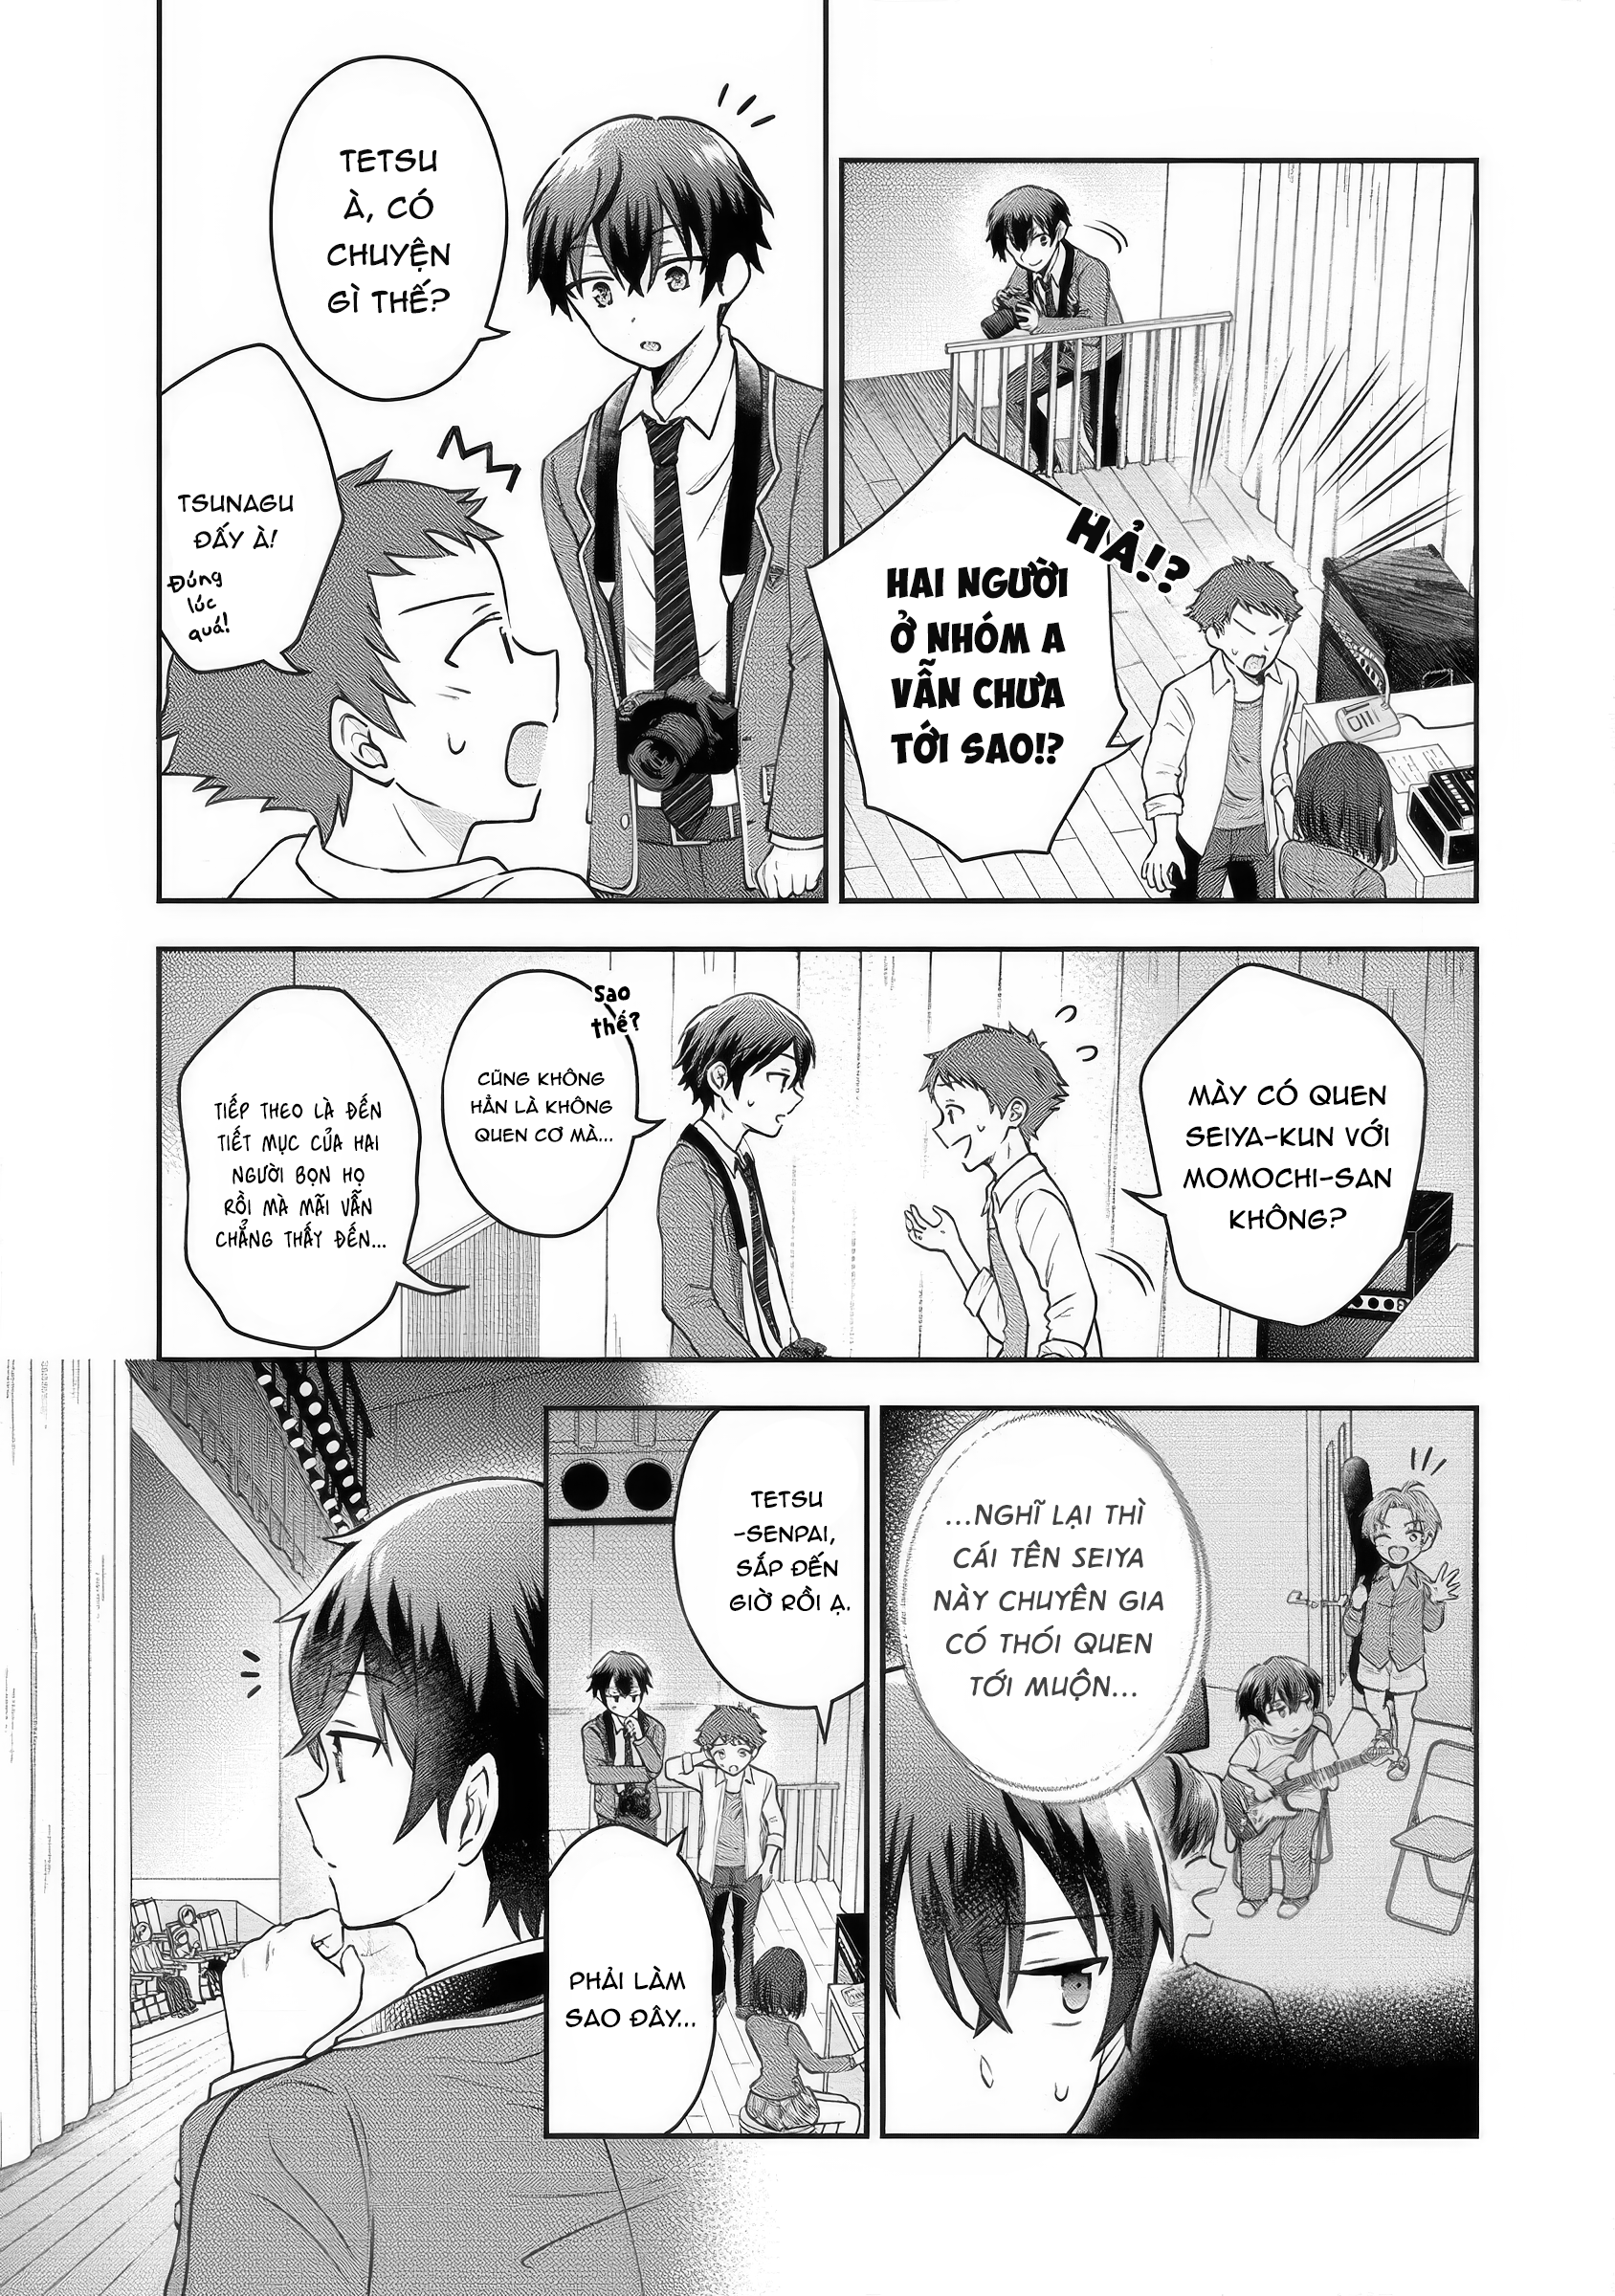 HẢ!?
HAI NGƯỜI
Ở NHÓM A
VẪN CHƯA
TỚI SAO!?
TETSU
À, CÓ
CHUYỆN
GÌ THẾ?
TSUNAGU
ĐẤY À!
Đúng
lúc
quá!
MÀY CÓ QUEN
SEIYA-KUN VỚI
MOMOCHI-SAN
KHÔNG?
Sao
thế?
CŨNG KHÔNG
HẲN LÀ KHÔNG
QUEN CƠ MÀ...
TIẾP THEO LÀ ĐẾN
TIẾT MỤC CỦA HAI
NGƯỜI BỌN HỌ
RỒI MÀ MÃI VẪN
CHẲNG THẤY ĐẾN...
...NGHĨ LẠI THÌ
CÁI TÊN SEIYA
NÀY CHUYÊN GIA
CÓ THÓI QUEN
TỚI MUỘN...
TETSU
-SENPAI,
SẮP ĐẾN
GIỜ RỒI Ạ.
PHẢI LÀM
SAO ĐÂY...